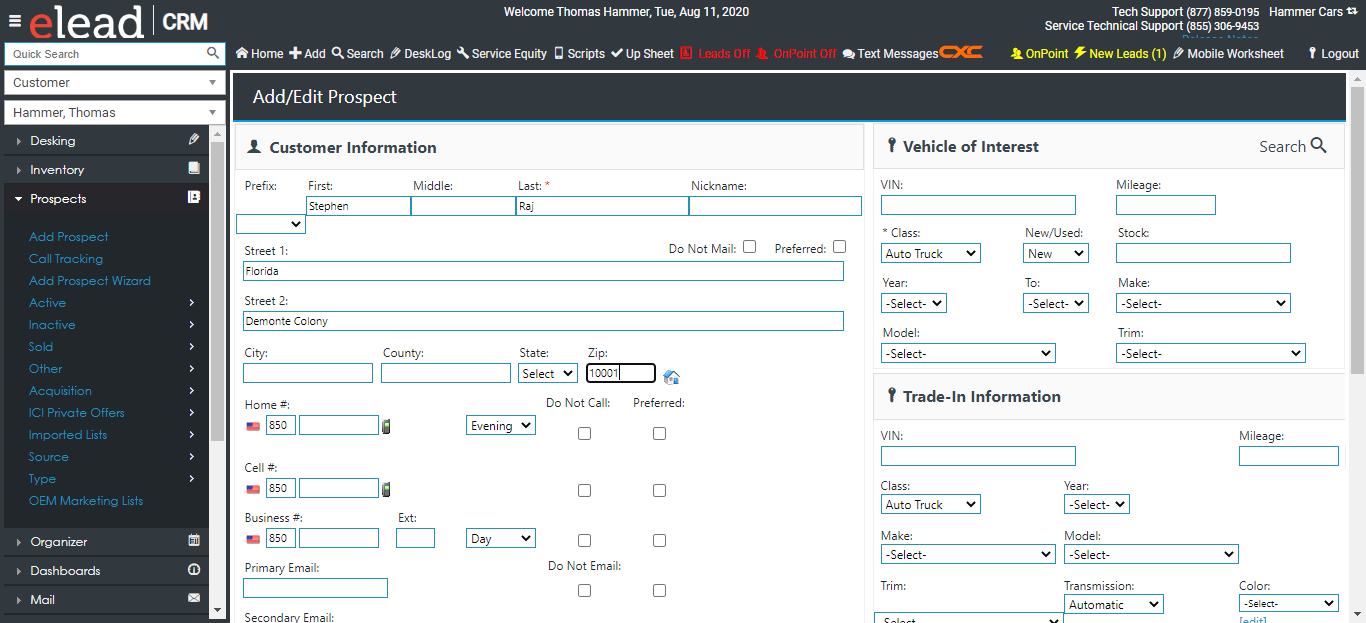 Welcome Thomas Hammer, Tue, Aug 11, 2020
Tech Support (877) 859-0195 Hammer Cars
Service Technical Support (855) 306-9453
Release Notes
elead CRM
Quick Search
Home Add Search DeskLog Service Equity Scripts Up Sheet Leads Off OnPoint Off Text Messages CXC OnPoint New Leads (1) Mobile Worksheet Logout
Customer
Hammer, Thomas
Desking
Inventory
Prospects
Add Prospect
Call Tracking
Add Prospect Wizard
Active
Inactive
Sold
Other
Acquisition
ICI Private Offers
Imported Lists
Source
Type
OEM Marketing Lists
Organizer
Dashboards
Mail
Add/Edit Prospect
Customer Information
Prefix: First: Middle: Last: * Nickname:
Stephen Raj
Street 1: Do Not Mail: Preferred:
Florida
Street 2:
Demonte Colony
City: County: State: Zip:
Select 10001
Home #: Do Not Call: Preferred:
850 Evening
Cell #:
850
Business #: Ext:
850 Day
Primary Email: Do Not Email:
Secondary Email:
Vehicle of Interest Search
VIN: Mileage:
* Class: New/Used: Stock:
Auto Truck New
Year: To: Make:
-Select- -Select- -Select-
Model: Trim:
-Select- -Select-
Trade-In Information
VIN: Mileage:
Class: Year:
Auto Truck -Select-
Make: Model:
-Select- -Select-
Trim: Transmission: Color:
-Select- Automatic -Select-
[edit]